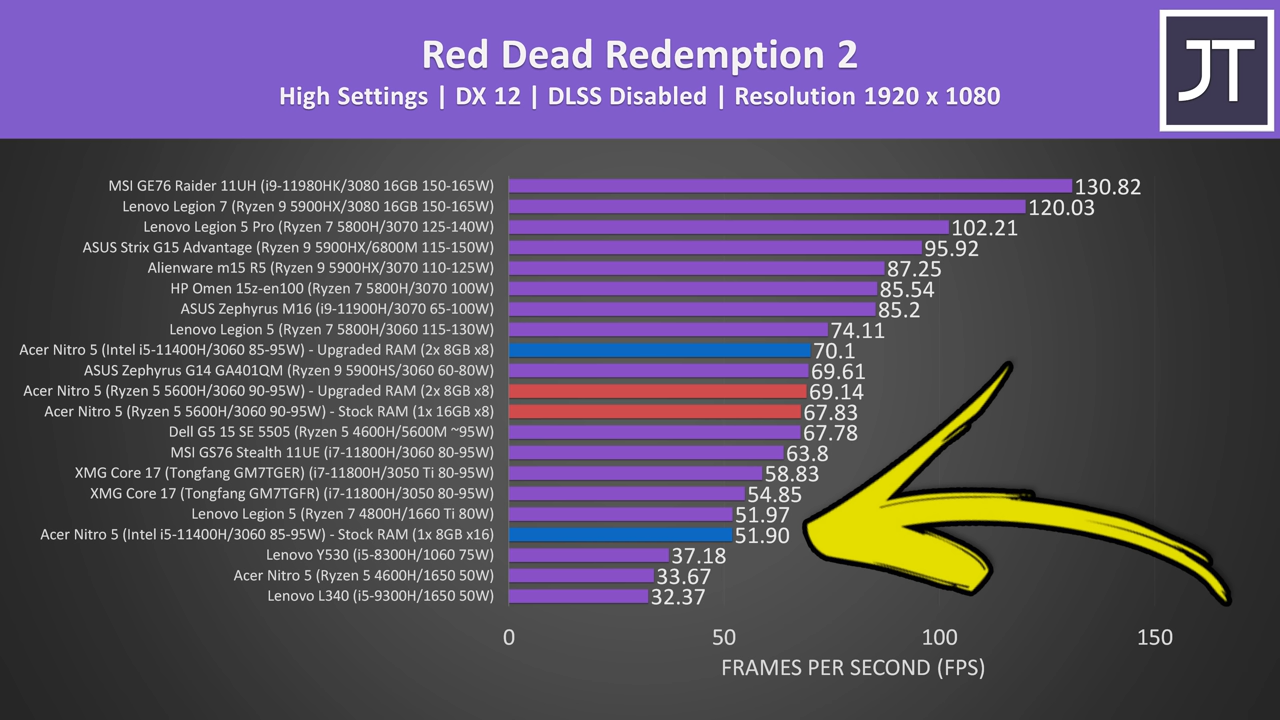 Red Dead Redemption 2
High Settings | DX 12 | DLSS Disabled | Resolution 1920 x 1080
JT
MSI GE76 Raider 11UH (i9-11980HK/3080 16GB 150-165W) 130.82
Lenovo Legion 7 (Ryzen 9 5900HX/3080 16GB 150-165W) 120.03
Lenovo Legion 5 Pro (Ryzen 7 5800H/3070 125-140W) 102.21
ASUS Strix G15 Advantage (Ryzen 9 5900HX/6800M 115-150W) 95.92
Alienware m15 R5 (Ryzen 9 5900HX/3070 110-125W) 87.25
HP Omen 15z-en100 (Ryzen 7 5800H/3070 100W) 85.54
ASUS Zephyrus M16 (i9-11900H/3070 65-100W) 85.2
Lenovo Legion 5 (Ryzen 7 5800H/3060 115-130W) 74.11
Acer Nitro 5 (Intel i5-11400H/3060 85-95W) - Upgraded RAM (2x 8GB x8) 70.1
ASUS Zephyrus G14 GA401QM (Ryzen 9 5900HS/3060 60-80W) 69.61
Acer Nitro 5 (Ryzen 5 5600H/3060 90-95W) - Upgraded RAM (2x 8GB x8) 69.14
Acer Nitro 5 (Ryzen 5 5600H/3060 90-95W) - Stock RAM (1x 16GB x8) 67.83
Dell G5 15 SE 5505 (Ryzen 5 4600H/5600M ~95W) 67.78
MSI GS76 Stealth 11UE (i7-11800H/3060 80-95W) 63.8
XMG Core 17 (Tongfang GM7TGER) (i7-11800H/3050 Ti 80-95W) 58.83
XMG Core 17 (Tongfang GM7TGFR) (i7-11800H/3050 80-95W) 54.85
Lenovo Legion 5 (Ryzen 7 4800H/1660 Ti 80W) 51.97
Acer Nitro 5 (Intel i5-11400H/3060 85-95W) - Stock RAM (1x 8GB x16) 51.90
Lenovo Y530 (i5-8300H/1060 75W) 37.18
Acer Nitro 5 (Ryzen 5 4600H/1650 50W) 33.67
Lenovo L340 (i5-9300H/1650 50W) 32.37
0 50 100 150
FRAMES PER SECOND (FPS)